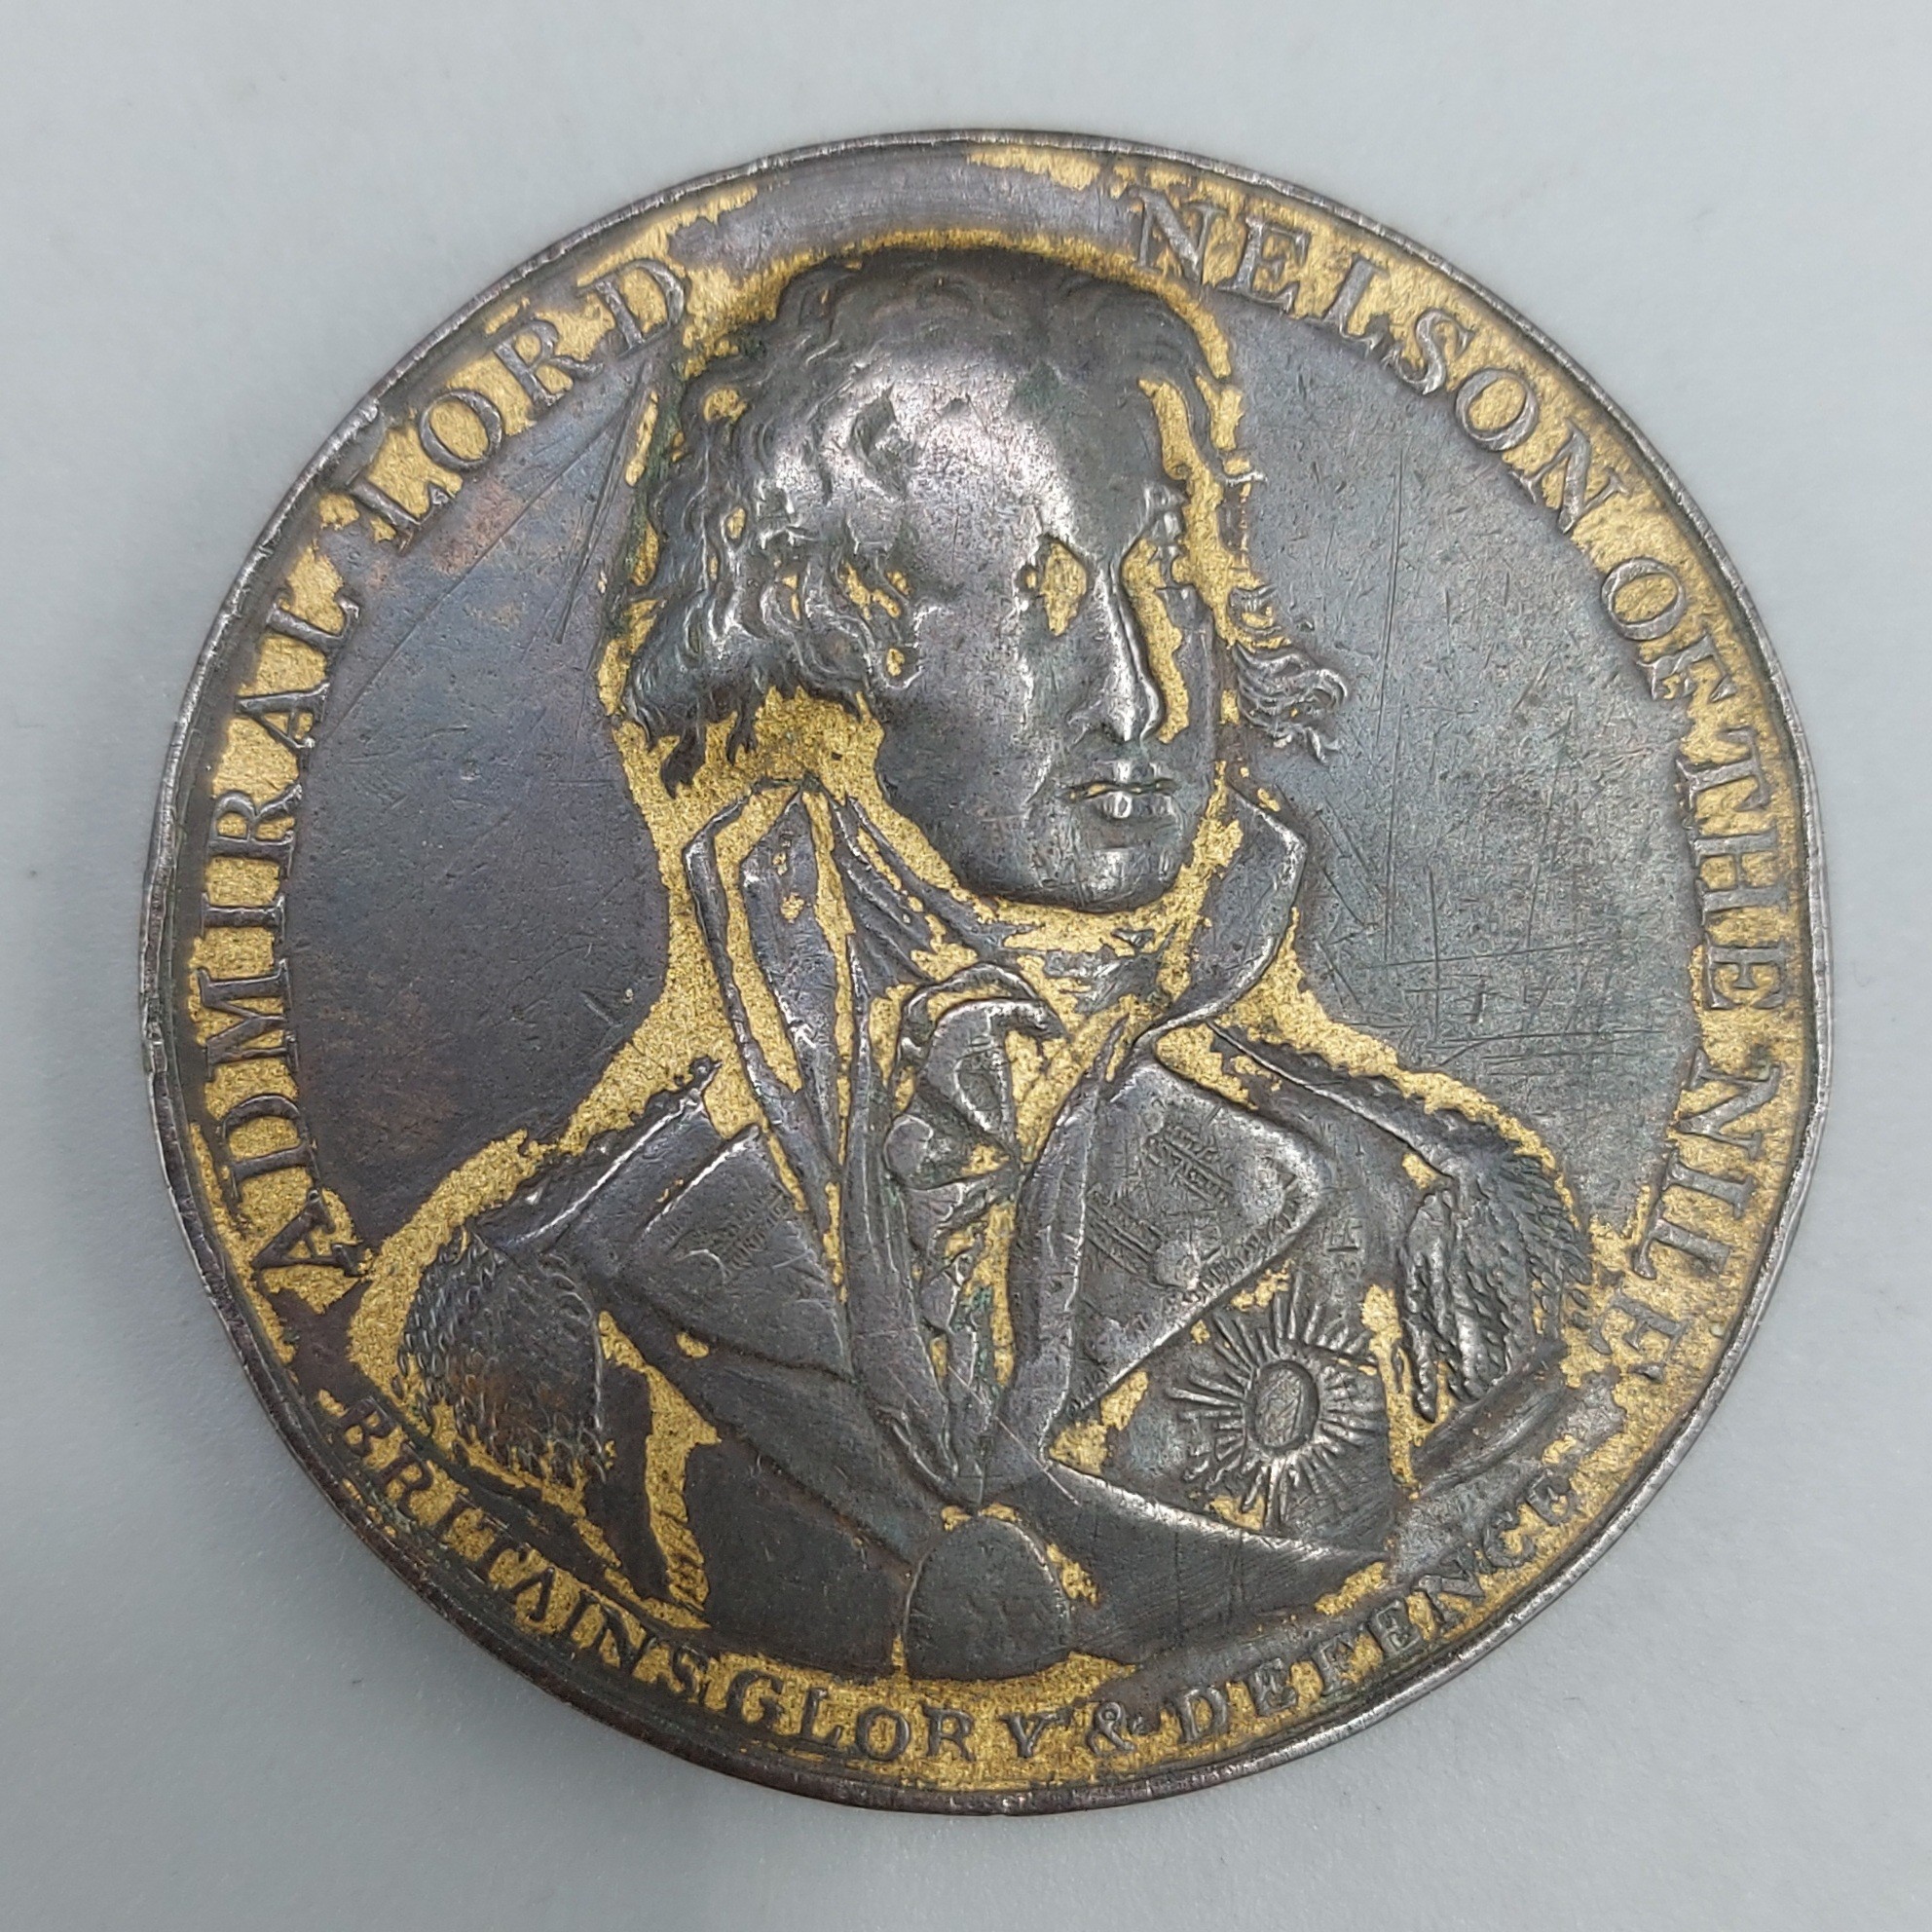 ADMIRAL LORD NELSON OF THE NILE
BRITAINS GLORY & DEFENCE